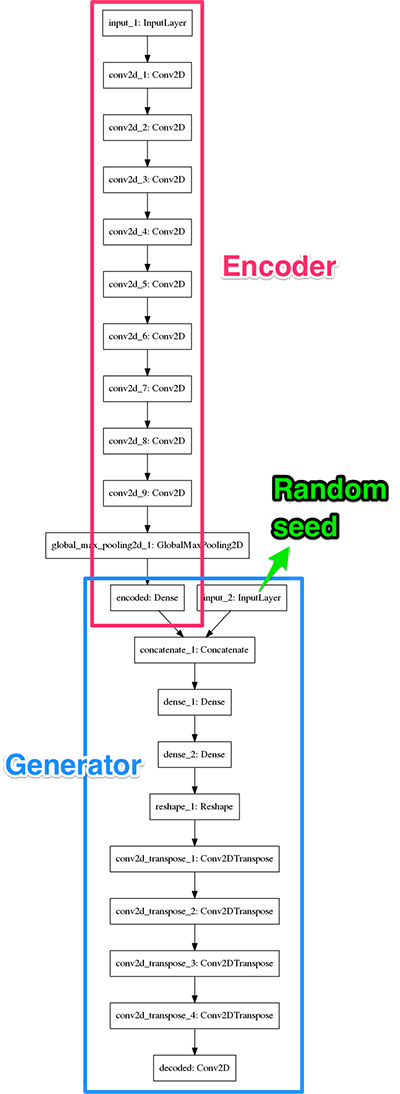 input_1: InputLayer
conv2d_1: Conv2D
conv2d_2: Conv2D
conv2d_3: Conv2D
conv2d_4: Conv2D
Encoder
conv2d_5: Conv2D
conv2d_6: Conv2D
conv2d_7: Conv2D
conv2d_8: Conv2D
conv2d_9: Conv2D
Random
seed
global_max_pooling2d_1: GlobalMaxPooling2D
encoded: Dense
input_2: InputLayer
concatenate_1: Concatenate
dense_1: Dense
dense_2: Dense
Generator
reshape_1: Reshape
conv2d_transpose_1: Conv2DTranspose
conv2d_transpose_2: Conv2DTranspose
conv2d_transpose_3: Conv2DTranspose
conv2d_transpose_4: Conv2DTranspose
decoded: Conv2D